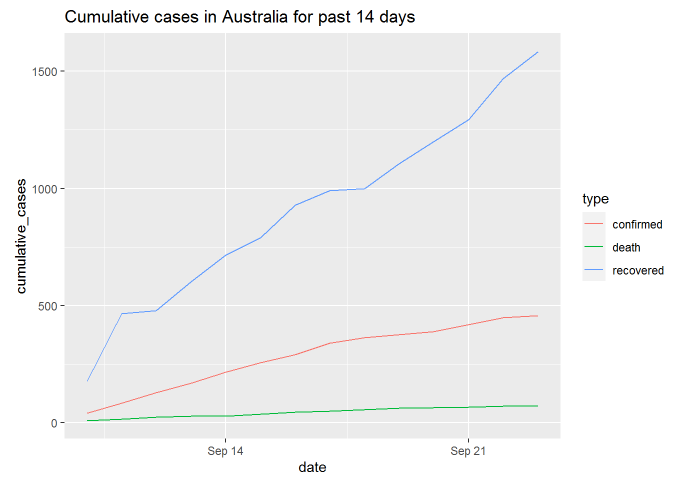 Cumulative cases in Australia for past 14 days
cumulative_cases
1500
1000
500
0
Sep 14
Sep 21
date
type
confirmed
death
recovered